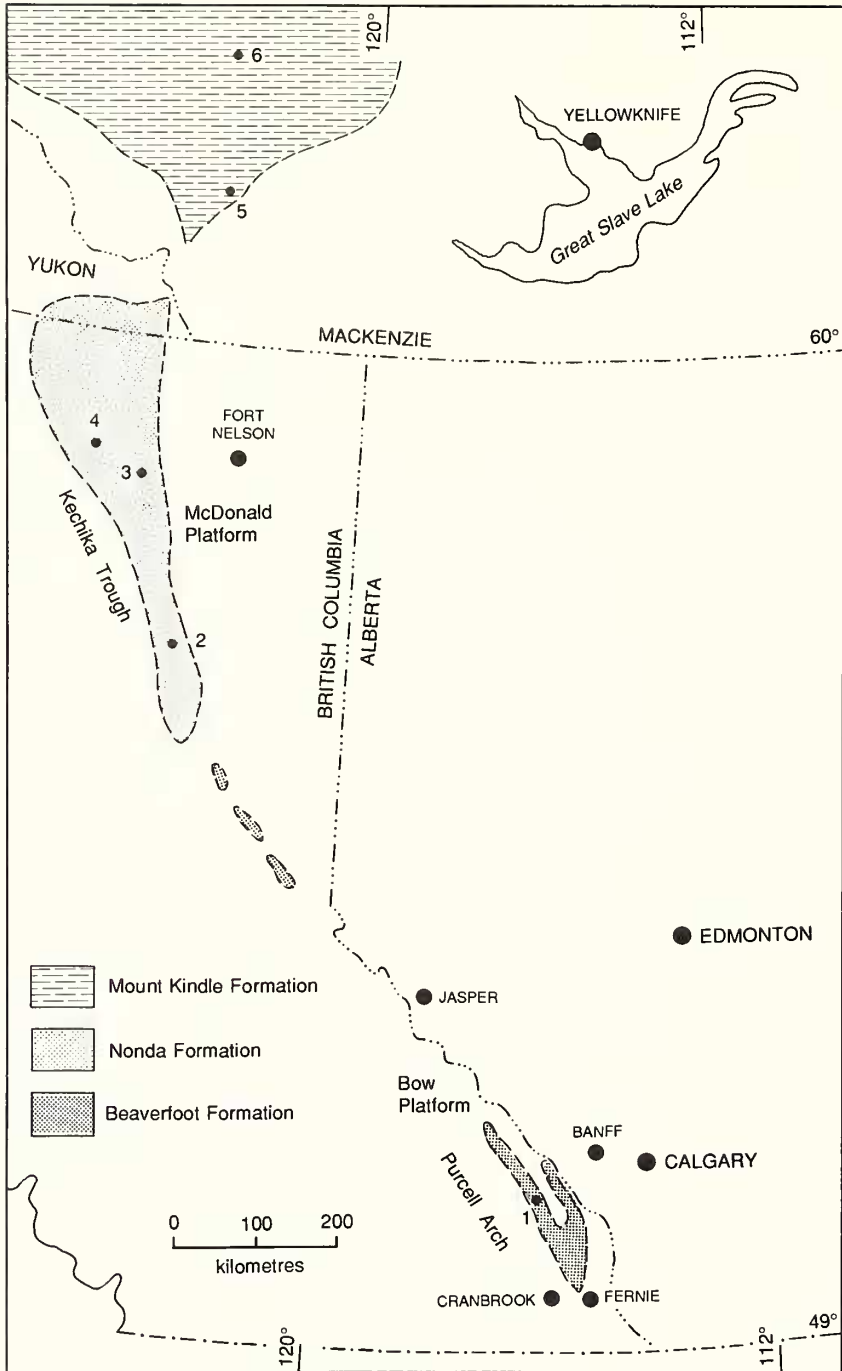 120°
112°
6
YELLOWKNIFE
Great Slave Lake
5
YUKON
MACKENZIE
60°
4
FORT
NELSON
3
McDonald
Platform
Kechika Trough
BRITISH COLUMBIA
ALBERTA
2
EDMONTON
Mount Kindle Formation
JASPER
Nonda Formation
Bow
Platform
Beaverfoot Formation
BANFF
CALGARY
Purcell Arch
1
0 100 200
kilometres
CRANBROOK
FERNIE
49°
120°
112°